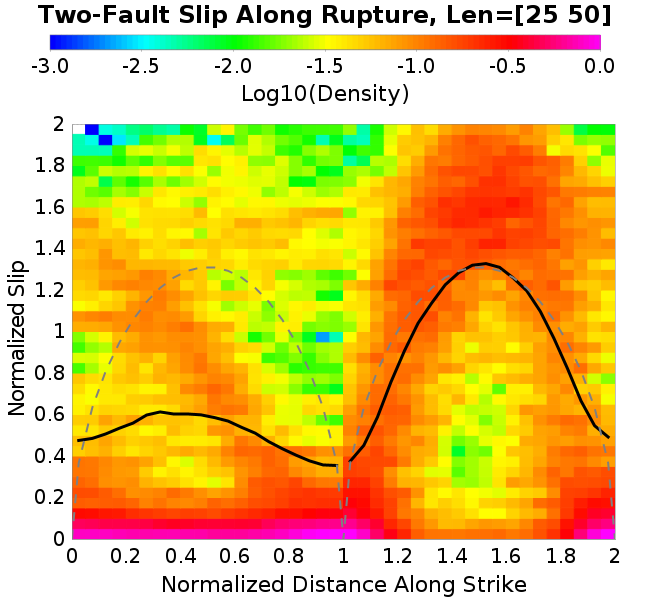 Two-Fault Slip Along Rupture, Len=[25 50]
-3.0 -2.5 -2.0 -1.5 -1.0 -0.5 0.0
Log10(Density)
2
1.8
1.6
1.4
1.2
1
0.8
0.6
0.4
0.2
0
Normalized Slip
0 0.2 0.4 0.6 0.8 1 1.2 1.4 1.6 1.8 2
Normalized Distance Along Strike